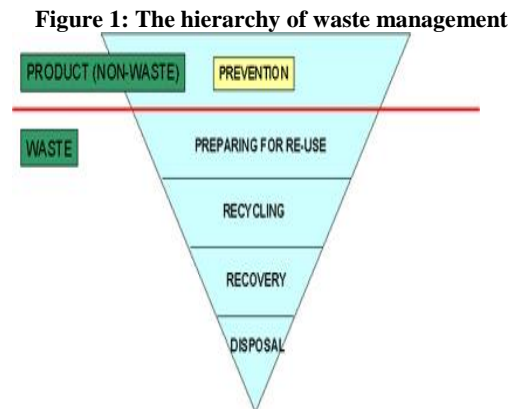 Figure 1: The hierarchy of waste management
PRODUCT (NON-WASTE) PREVENTION
WASTE
PREPARING FOR RE-USE
RECYCLING
RECOVERY
DISPOSAL